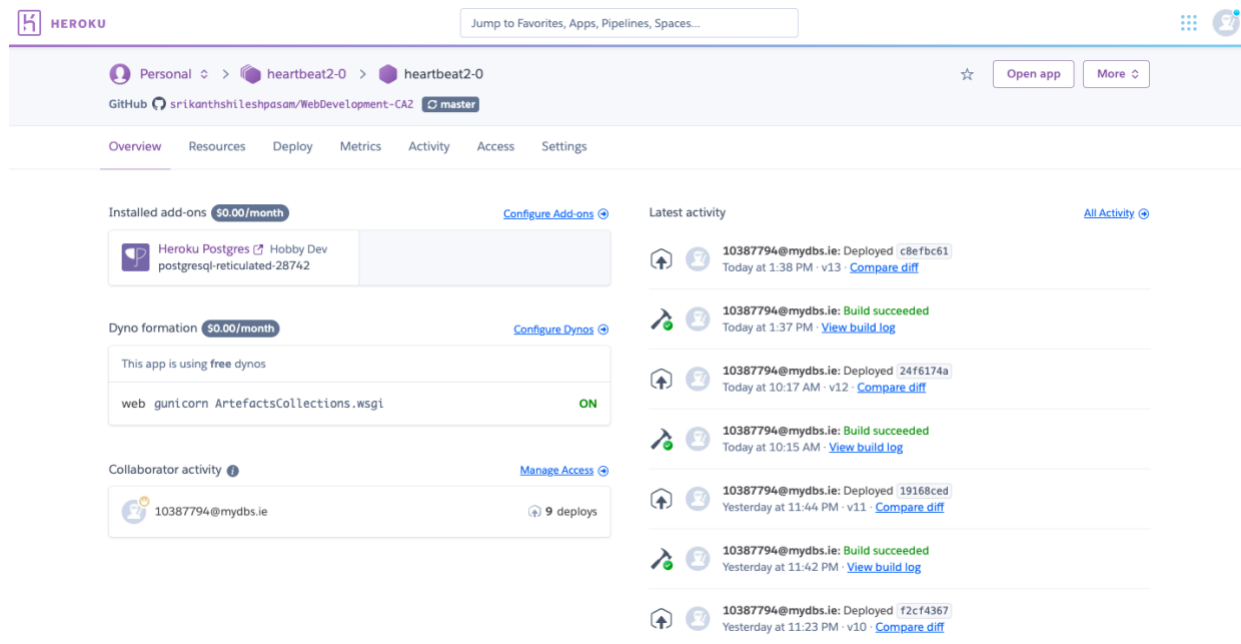 HEROKU
Jump to Favorites, Apps, Pipelines, Spaces...
Personal > heartbeat2-0 > heartbeat2-0
Open app
More
GitHub srikanthshileshpasam/WebDevelopment-CA2 master
Overview Resources Deploy Metrics Activity Access Settings
Installed add-ons $0.00/month Configure Add-ons
Heroku Postgres Hobby Dev
postgresql-reticulated-28742
Dyno formation $0.00/month Configure Dynos
This app is using free dynos
web gunicorn ArtefactsCollections.wsgi ON
Collaborator activity Manage Access
10387794@mydbs.ie 9 deploys
Latest activity All Activity
10387794@mydbs.ie: Deployed c8efbc61
Today at 1:38 PM · v13 · Compare diff
10387794@mydbs.ie: Build succeeded
Today at 1:37 PM · View build log
10387794@mydbs.ie: Deployed 24f6174a
Today at 10:17 AM · v12 · Compare diff
10387794@mydbs.ie: Build succeeded
Today at 10:15 AM · View build log
10387794@mydbs.ie: Deployed 19168ced
Yesterday at 11:44 PM · v11 · Compare diff
10387794@mydbs.ie: Build succeeded
Yesterday at 11:42 PM · View build log
10387794@mydbs.ie: Deployed f2cf4367
Yesterday at 11:23 PM · v10 · Compare diff